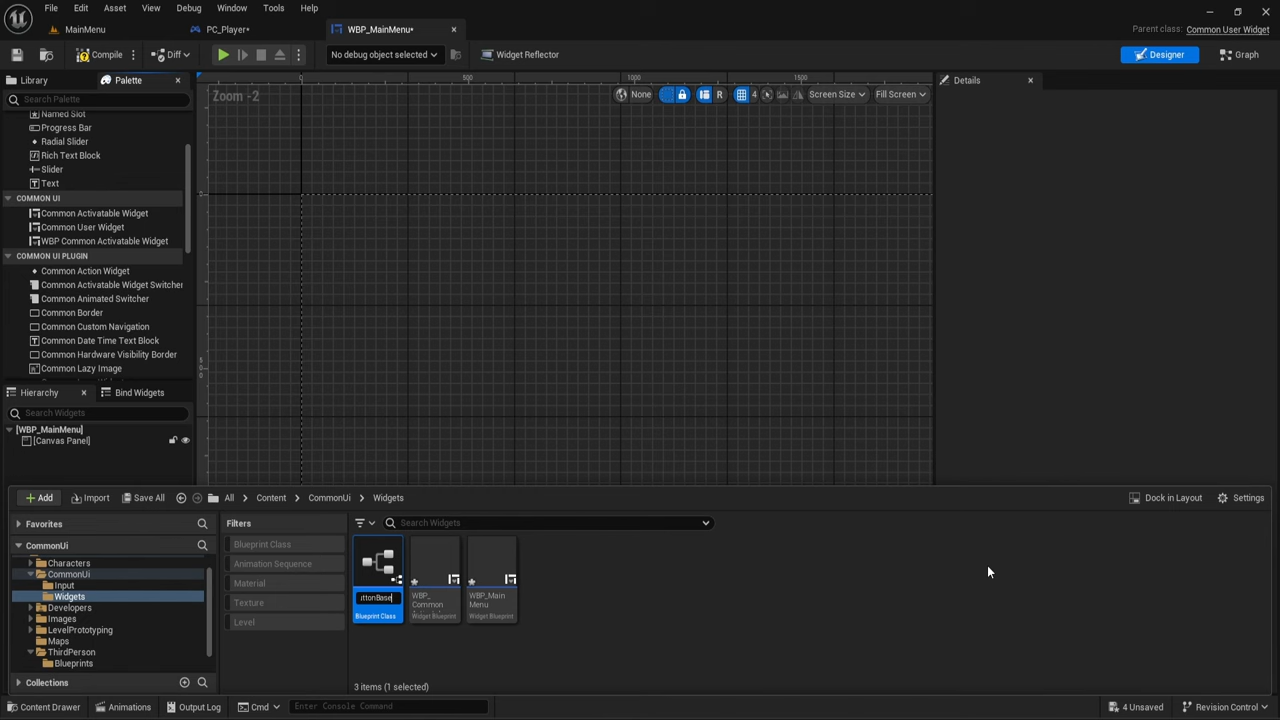 File Edit Asset View Debug Window Tools Help
MainMenu PC_Player* WBP_MainMenu* Parent class: Common User Widget
Compile Diff No debug object selected Widget Reflector Designer Graph
Library Palette 0 500 1000 1500 Details
Search Palette Zoom -2 None R 4 Screen Size Fill Screen
Named Slot
Progress Bar
Radial Slider
Rich Text Block
Slider
Text
COMMON UI
Common Activatable Widget
Common User Widget
WBP Common Activatable Widget
COMMON UI PLUGIN
Common Action Widget
Common Activatable Widget Switcher
Common Animated Switcher
Common Border
Common Custom Navigation
Common Date Time Text Block
Common Hardware Visibility Border
Common Lazy Image
Hierarchy Bind Widgets
Search Widgets
[WBP_MainMenu]
[Canvas Panel]
Add Import Save All All Content CommonUi Widgets Dock in Layout Settings
Favorites Filters Search Widgets
CommonUi Blueprint Class
Characters Animation Sequence
CommonUi Material
Input Texture
Widgets Level
Developers
Images
LevelPrototyping
Maps
ThirdPerson
Blueprints
ttonBase WBP_ Common WBP_Main Menu
Blueprint Class Widget Blueprint Widget Blueprint
Collections 3 items (1 selected)
Content Drawer Animations Output Log Cmd Enter Console Command 4 Unsaved Revision Control